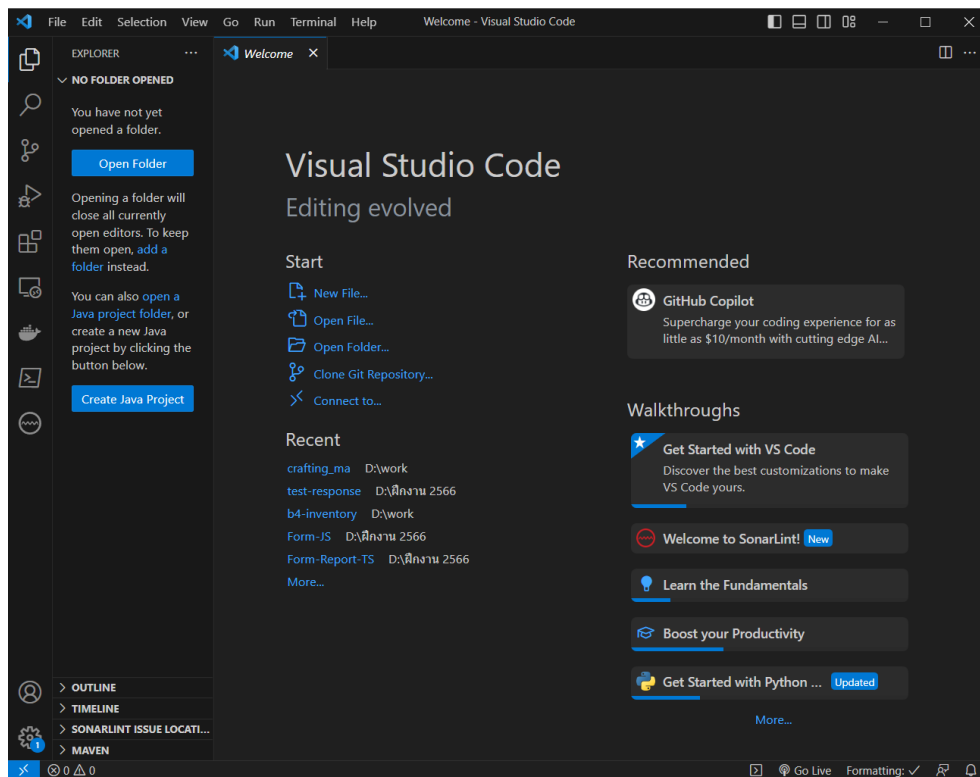 File Edit Selection View Go Run Terminal Help Welcome - Visual Studio Code
EXPLORER
Welcome
NO FOLDER OPENED
You have not yet
opened a folder.
Open Folder
Opening a folder will
close all currently
open editors. To keep
them open, add a
folder instead.
You can also open a
Java project folder, or
create a new Java
project by clicking the
button below.
Create Java Project
OUTLINE
TIMELINE
SONARLINT ISSUE LOCATI...
MAVEN
Visual Studio Code
Editing evolved
Start
New File...
Open File...
Open Folder...
Clone Git Repository...
Connect to...
Recent
crafting_ma D:\work
test-response D:\ฝึกงาน 2566
b4-inventory D:\work
Form-JS D:\ฝึกงาน 2566
Form-Report-TS D:\ฝึกงาน 2566
More...
Recommended
GitHub Copilot
Supercharge your coding experience for as
little as $10/month with cutting edge AI...
Walkthroughs
Get Started with VS Code
Discover the best customizations to make
VS Code yours.
Welcome to SonarLint! New
Learn the Fundamentals
Boost your Productivity
Get Started with Python ... Updated
More...
1
0 0
Go Live Formatting: